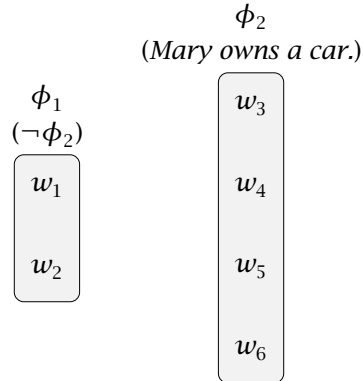 ϕ₁
(¬ϕ₂)
w₁
w₂
ϕ₂
(Mary owns a car.)
w₃
w₄
w₅
w₆